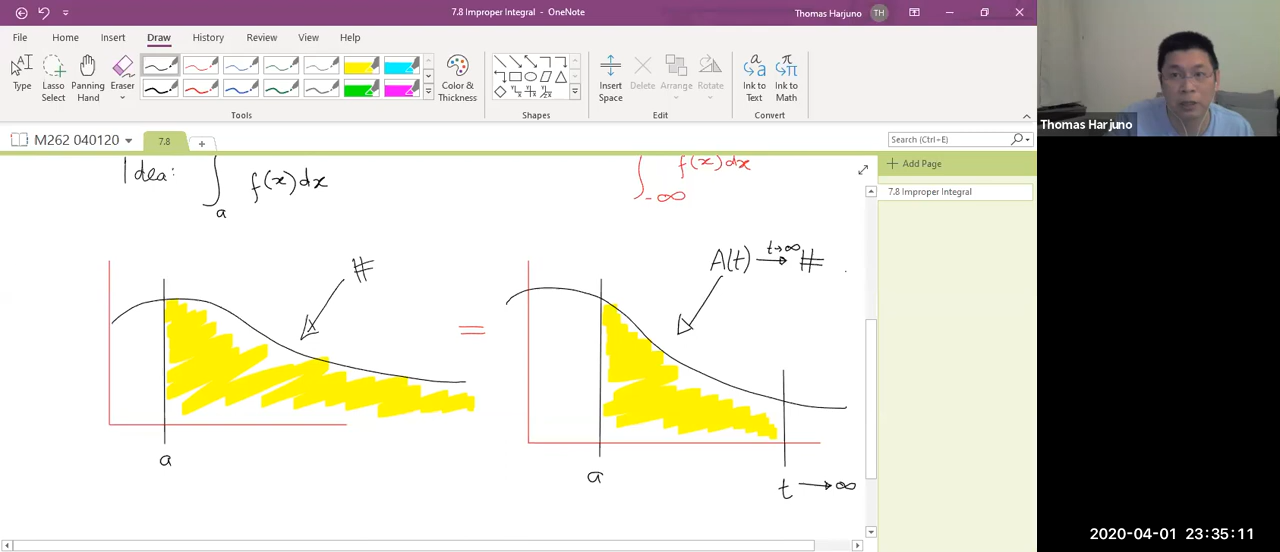 7.8 Improper Integral - OneNote
Thomas Harjuno TH
File Home Insert Draw History Review View Help
Type
Lasso Select
Panning Hand
Eraser
Color & Thickness
Insert Space
Delete
Arrange
Rotate
Ink to Text
Ink to Math
Tools
Shapes
Edit
Convert
M262 040120
7.8
Search (Ctrl+E)
Add Page
7.8 Improper Integral
Thomas Harjuno
Idea: ∫ₐ f(x)dx
∫ f(x)dx
-∞
#
A(t) t→∞ #
=
a
a
t → ∞
2020-04-01 23:35:11